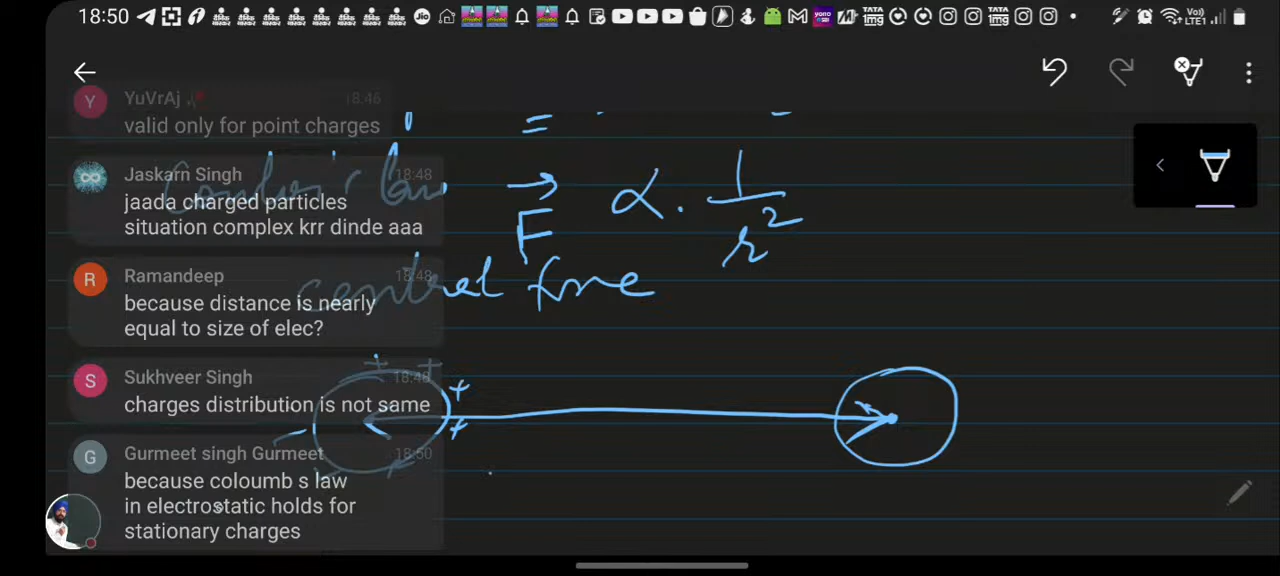 18:50
YuVrAj 18:46
valid only for point charges
=
Jaskarn Singh 18:48
jaada charged particles
situation complex krr dinde aaa
F ∝ . 1/r²
Ramandeep 18:48
because distance is nearly
equal to size of elec?
central force
Sukhveer Singh 18:48
charges distribution is not same
+ + + +
Gurmeet singh Gurmeet 18:50
because coloumb s law
in electrostatic holds for
stationary charges